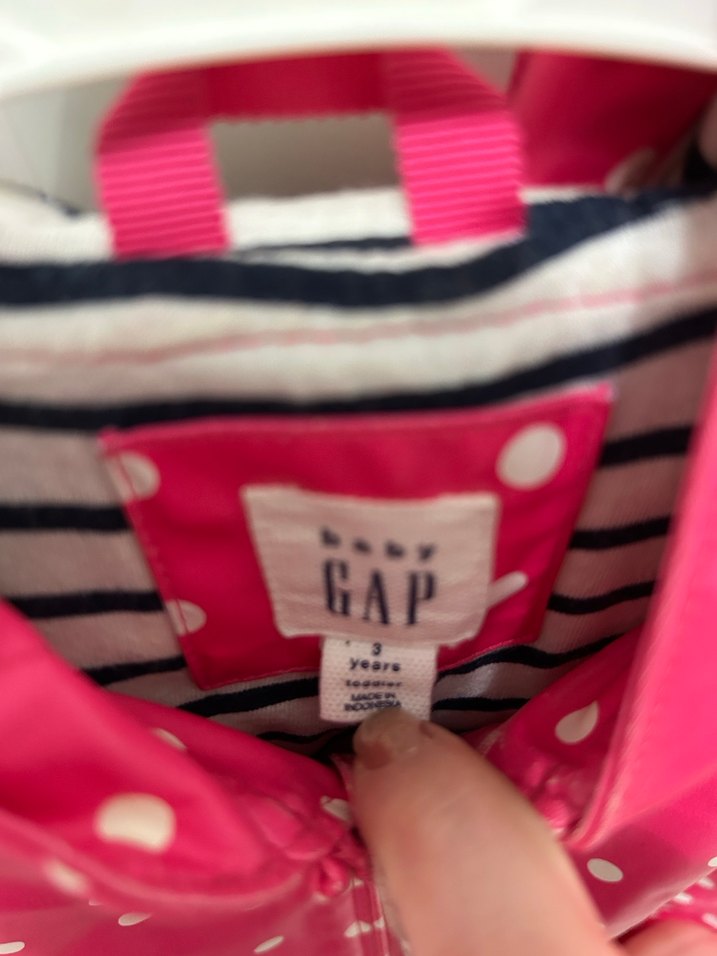 baby
GAP
3
years
toddler
MADE IN
INDONESIA